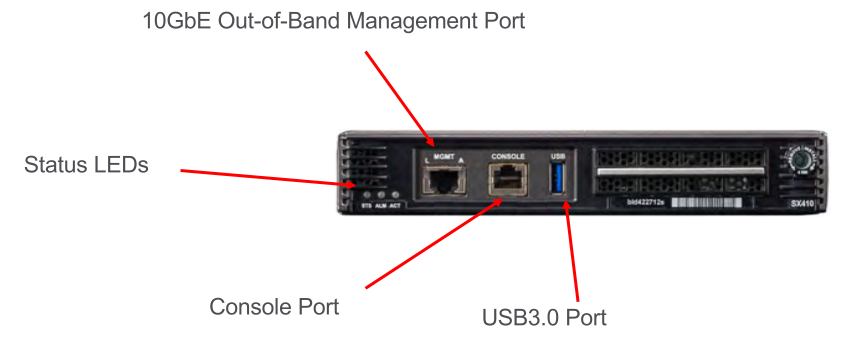 10GbE Out-of-Band Management Port
Status LEDs
L MGMT A
CONSOLE
USB
STS ALM ACT
bld422712s
SX410
Console Port
USB3.0 Port